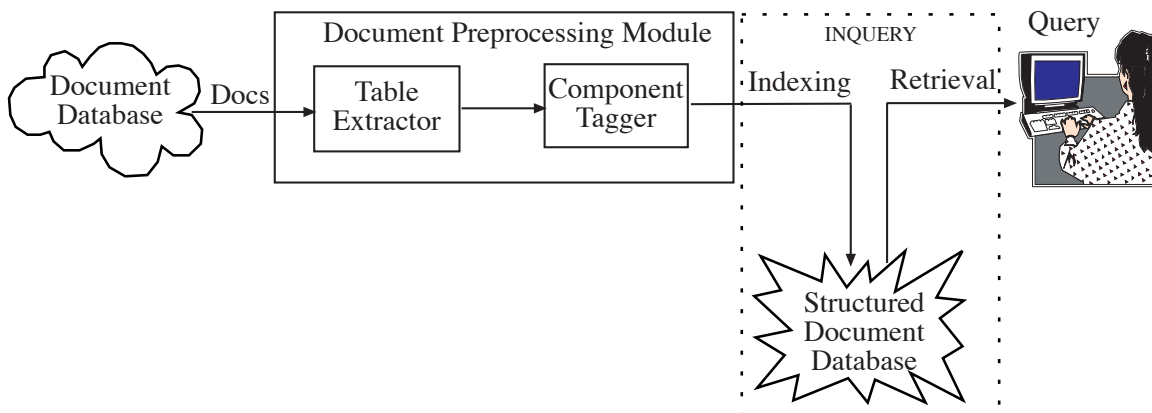 Document Preprocessing Module
INQUERY
Query
Document
Database
Docs
Table
Extractor
Component
Tagger
Indexing
Retrieval
Structured
Document
Database